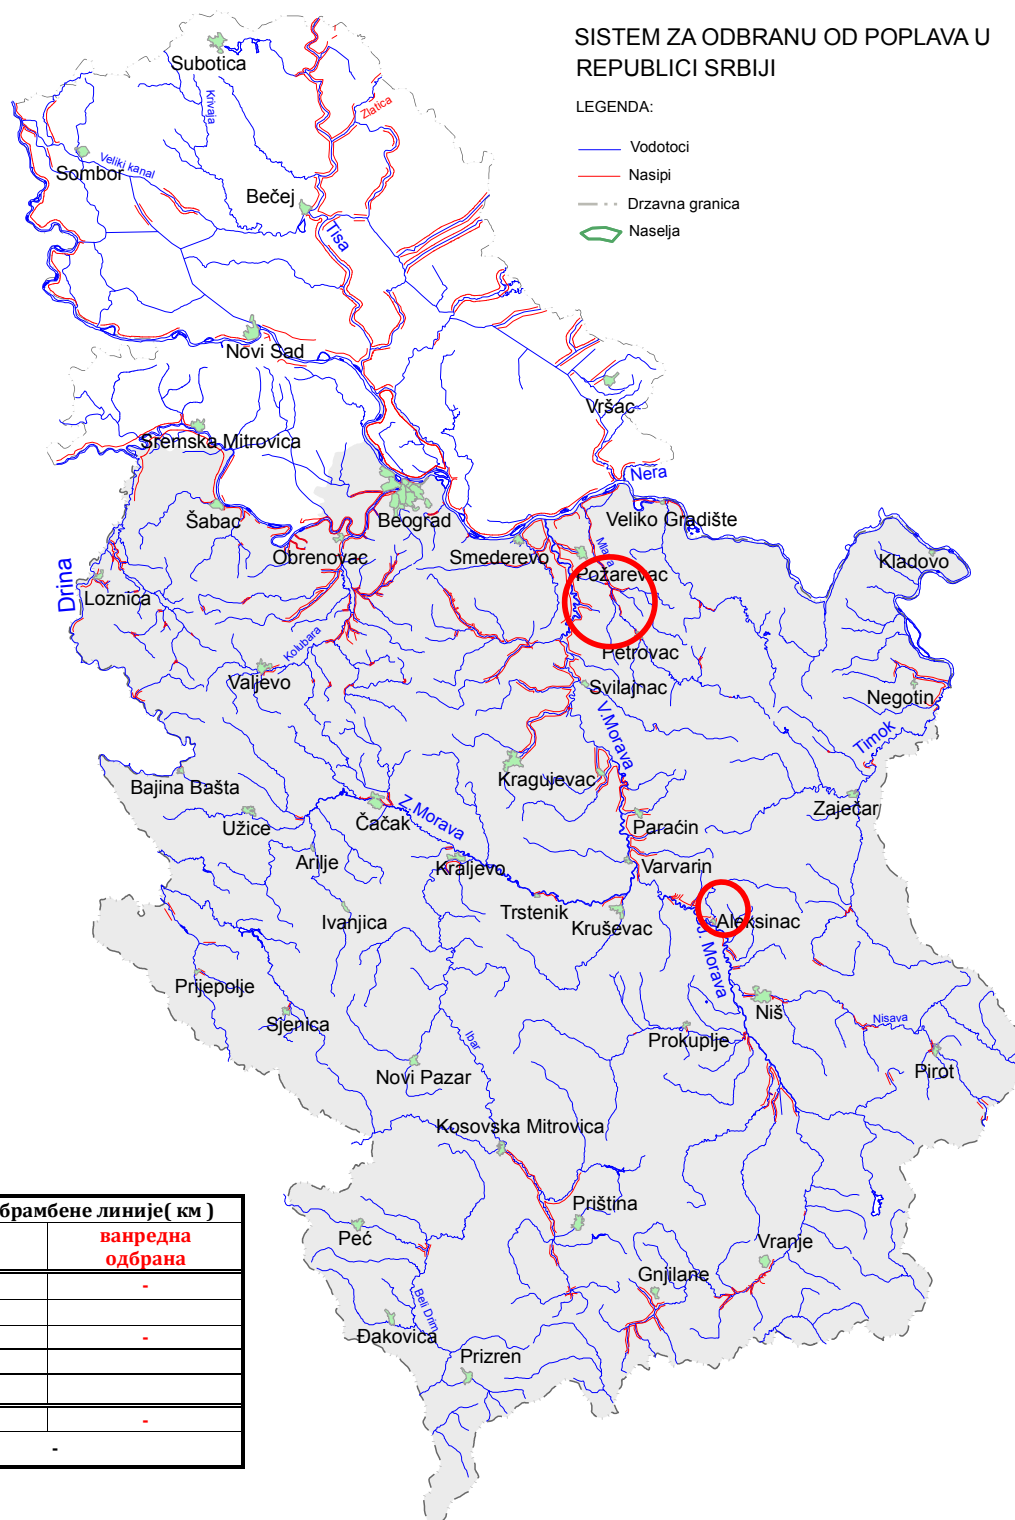 SISTEM ZA ODBRANU OD POPLAVA U
REPUBLICI SRBIJI
LEGENDA:
Vodotoci
Nasipi
Drzavna granica
Naselja
Subotica
Krivaja
Zlatica
Sombor
Veliki kanal
Bečej
Tisa
Novi Sad
Vršac
Sremska Mitrovica
Nera
Šabac
Beograd
Veliko Gradište
Obrenovac
Smederevo
Kladovo
Drina
Požarevac
Loznica
Kolubara
Petrovac
Valjevo
Svilajnac
Negotin
V.Morava
Timok
Bajina Bašta
Kragujevac
Zaječar
Užice
Čačak
Z.Morava
Paraćin
Arilje
Kraljevo
Varvarin
Ivanjica
Trstenik
Kruševac
Aleksinac
J. Morava
Prijepolje
Niš
Sjenica
Nisava
Prokuplje
Ibar
Pirot
Novi Pazar
Kosovska Mitrovica
Priština
Peć
Vranje
Gnjilane
Beli Drim
Đakovica
Prizren
брамбене линије( км )
ванредна
одбрана
-
-
-
-